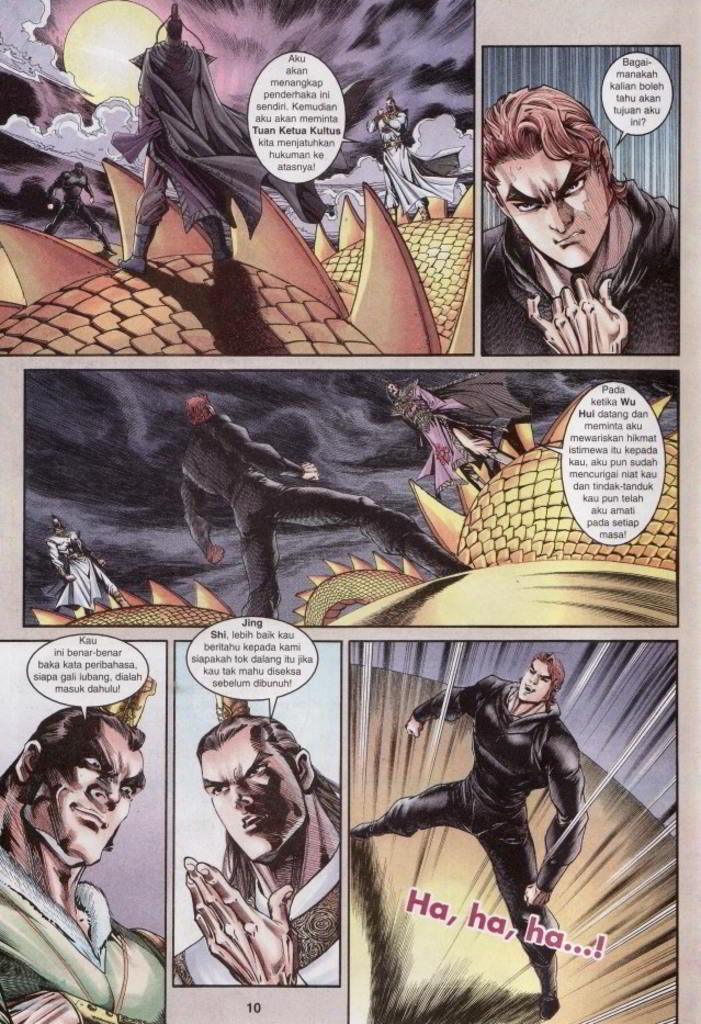 Aku
akan
menangkap
penderhaka ini
sendiri. Kemudian
aku akan meminta
Tuan Ketua Kultus
kita menjatuhkan
hukuman ke
atasnya!
Bagai-
manakah
kalian boleh
tahu akan
tujuan aku
ini?
Pada
ketika Wu
Hui datang dan
meminta aku
mewariskan hikmat
istimewa itu kepada
kau, aku pun sudah
mencurigai niat kau
dan tindak-tanduk
kau pun telah
aku amati
pada setiap
masa!
Kau
ini benar-benar
baka kata peribahasa,
siapa gali lubang, dialah
masuk dahulu!
Jing
Shi, lebih baik kau
beritahu kepada kami
siapakah tok dalang itu jika
kau tak mahu diseksa
sebelum dibunuh!
Ha, ha, ha...!
10